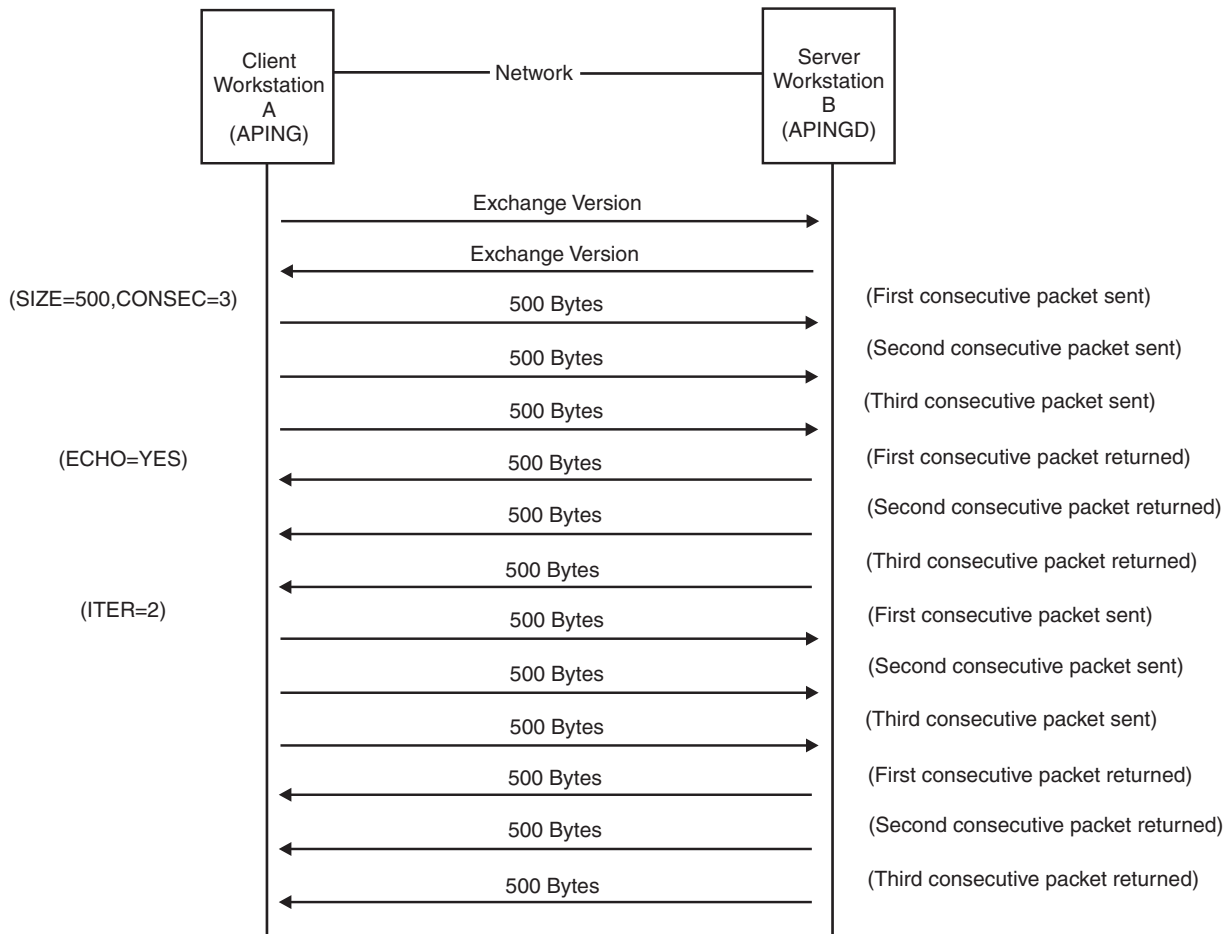 Client
Workstation
A
(APING)
Network
Server
Workstation
B
(APINGD)
Exchange Version
Exchange Version
(SIZE=500,CONSEC=3)
500 Bytes
(First consecutive packet sent)
500 Bytes
(Second consecutive packet sent)
500 Bytes
(Third consecutive packet sent)
(ECHO=YES)
500 Bytes
(First consecutive packet returned)
500 Bytes
(Second consecutive packet returned)
500 Bytes
(Third consecutive packet returned)
(ITER=2)
500 Bytes
(First consecutive packet sent)
500 Bytes
(Second consecutive packet sent)
500 Bytes
(Third consecutive packet sent)
500 Bytes
(First consecutive packet returned)
500 Bytes
(Second consecutive packet returned)
500 Bytes
(Third consecutive packet returned)